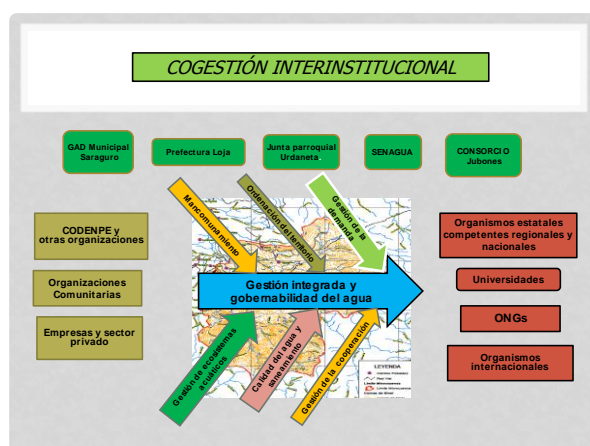 COGESTIÓN INTERINSTITUCIONAL
GAD Municipal
Saraguro
Prefectura Loja
Junta parroquial
Urdaneta.
SENAGUA
CONSORCIO
Jubones
Mancomunamiento
Ordenación del territorio
Gestión de la
demanda
CODENPE y
otras organizaciones
Organizaciones
Comunitarias
Empresas y sector
privado
Gestión integrada y
gobernabilidad del agua
Gestión de ecosistemas
acuáticos
Calidad del agua y
saneamiento
Gestión de la cooperación
Organismos estatales
competentes regionales y
nacionales
Universidades
ONGs
Organismos
internacionales
LEYENDA